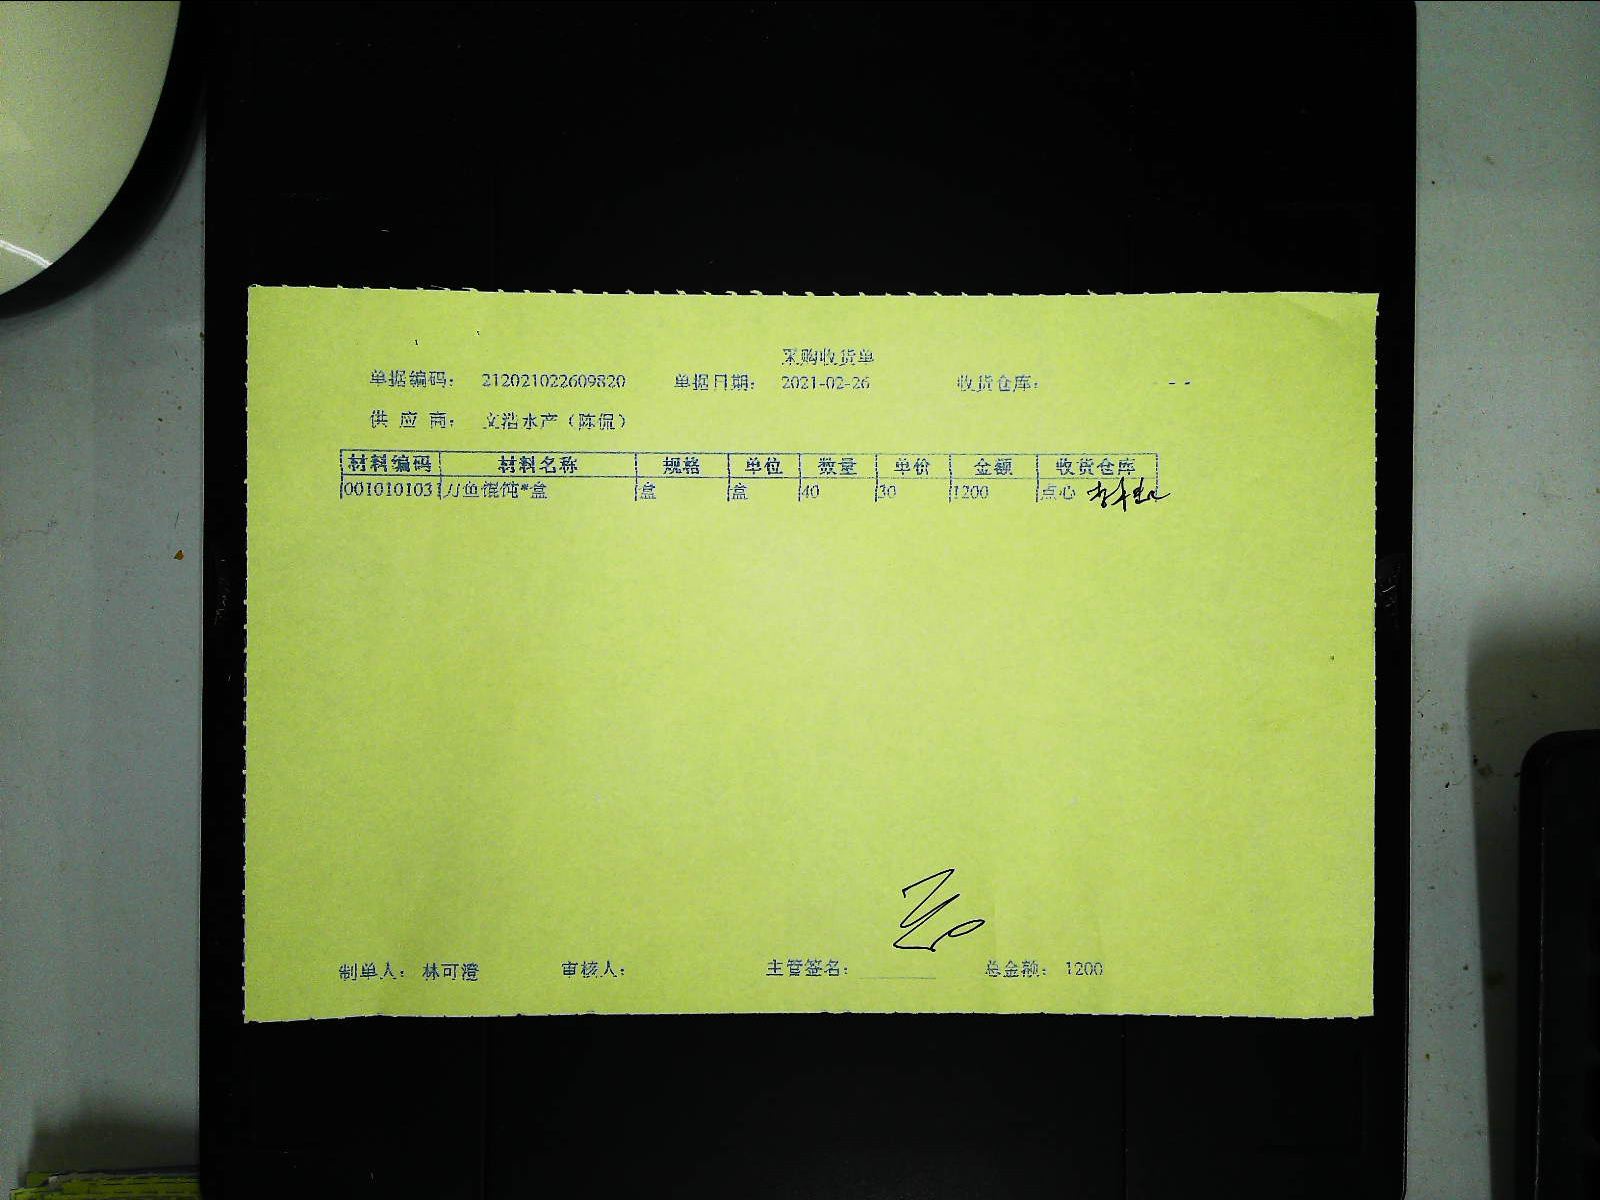 采购收货单
单据编码： 212021022609820 单据日期： 2021-02-26 收货仓库： --
供 应 商： 文浩水产（陈侃）
材料编码 材料名称 规格 单位 数量 单价 金额 收货仓库
001010103 刀鱼馄饨*盒 盒 盒 40 30 1200 点心
制单人： 林可澄 审核人： 主管签名： 总金额： 1200